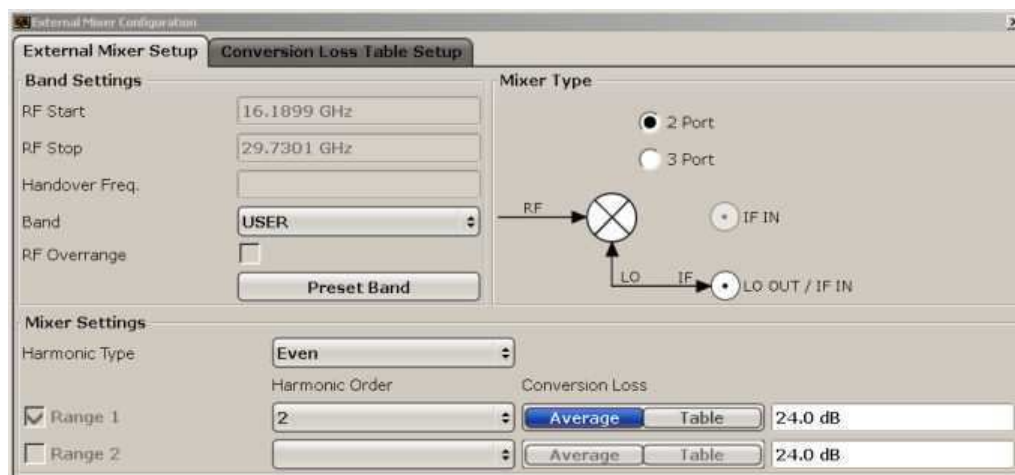 External Mixer Configuration
External Mixer Setup
Conversion Loss Table Setup
Band Settings
RF Start
16.1899 GHz
RF Stop
29.7301 GHz
Handover Freq.
Band
USER
RF Overrange
Preset Band
Mixer Type
2 Port
3 Port
RF
IF IN
LO
IF
LO OUT / IF IN
Mixer Settings
Harmonic Type
Even
Harmonic Order
Conversion Loss
Range 1
2
Average
Table
24.0 dB
Range 2
Average
Table
24.0 dB